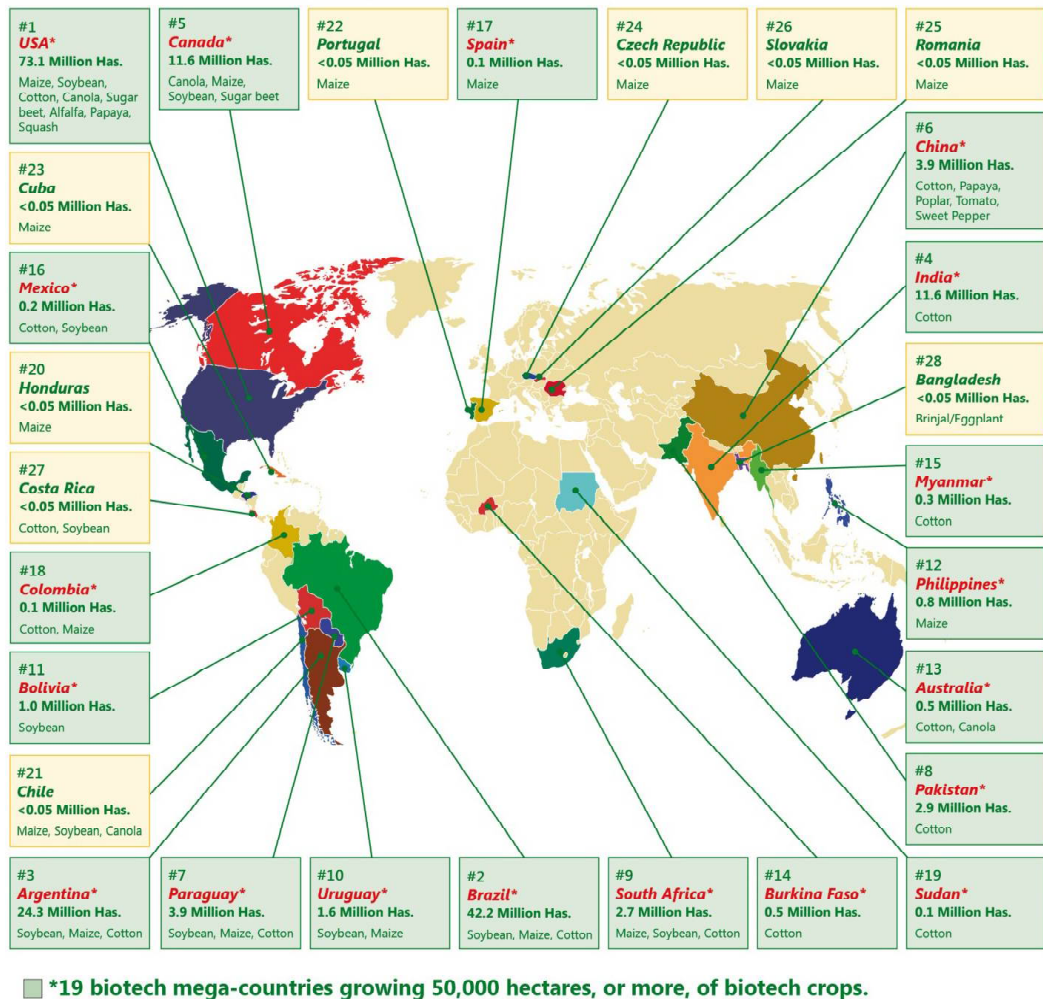 #1
USA*
73.1 Million Has.
Maize, Soybean,
Cotton, Canola, Sugar
beet, Alfalfa, Papaya,
Squash
#5
Canada*
11.6 Million Has.
Canola, Maize,
Soybean, Sugar beet
#22
Portugal
<0.05 Million Has.
Maize
#17
Spain*
0.1 Million Has.
Maize
#24
Czech Republic
<0.05 Million Has.
Maize
#26
Slovakia
<0.05 Million Has.
Maize
#25
Romania
<0.05 Million Has.
Maize
#23
Cuba
<0.05 Million Has.
Maize
#6
China*
3.9 Million Has.
Cotton, Papaya,
Poplar, Tomato,
Sweet Pepper
#16
Mexico*
0.2 Million Has.
Cotton, Soybean
#4
India*
11.6 Million Has.
Cotton
#20
Honduras
<0.05 Million Has.
Maize
#28
Bangladesh
<0.05 Million Has.
Brinjal/Eggplant
#27
Costa Rica
<0.05 Million Has.
Cotton, Soybean
#15
Myanmar*
0.3 Million Has.
Cotton
#18
Colombia*
0.1 Million Has.
Cotton, Maize
#12
Philippines*
0.8 Million Has.
Maize
#11
Bolivia*
1.0 Million Has.
Soybean
#13
Australia*
0.5 Million Has.
Cotton, Canola
#21
Chile
<0.05 Million Has.
Maize, Soybean, Canola
#8
Pakistan*
2.9 Million Has.
Cotton
#3
Argentina*
24.3 Million Has.
Soybean, Maize, Cotton
#7
Paraguay*
3.9 Million Has.
Soybean, Maize, Cotton
#10
Uruguay*
1.6 Million Has.
Soybean, Maize
#2
Brazil*
42.2 Million Has.
Soybean, Maize, Cotton
#9
South Africa*
2.7 Million Has.
Maize, Soybean, Cotton
#14
Burkina Faso*
0.5 Million Has.
Cotton
#19
Sudan*
0.1 Million Has.
Cotton
*19 biotech mega-countries growing 50,000 hectares, or more, of biotech crops.